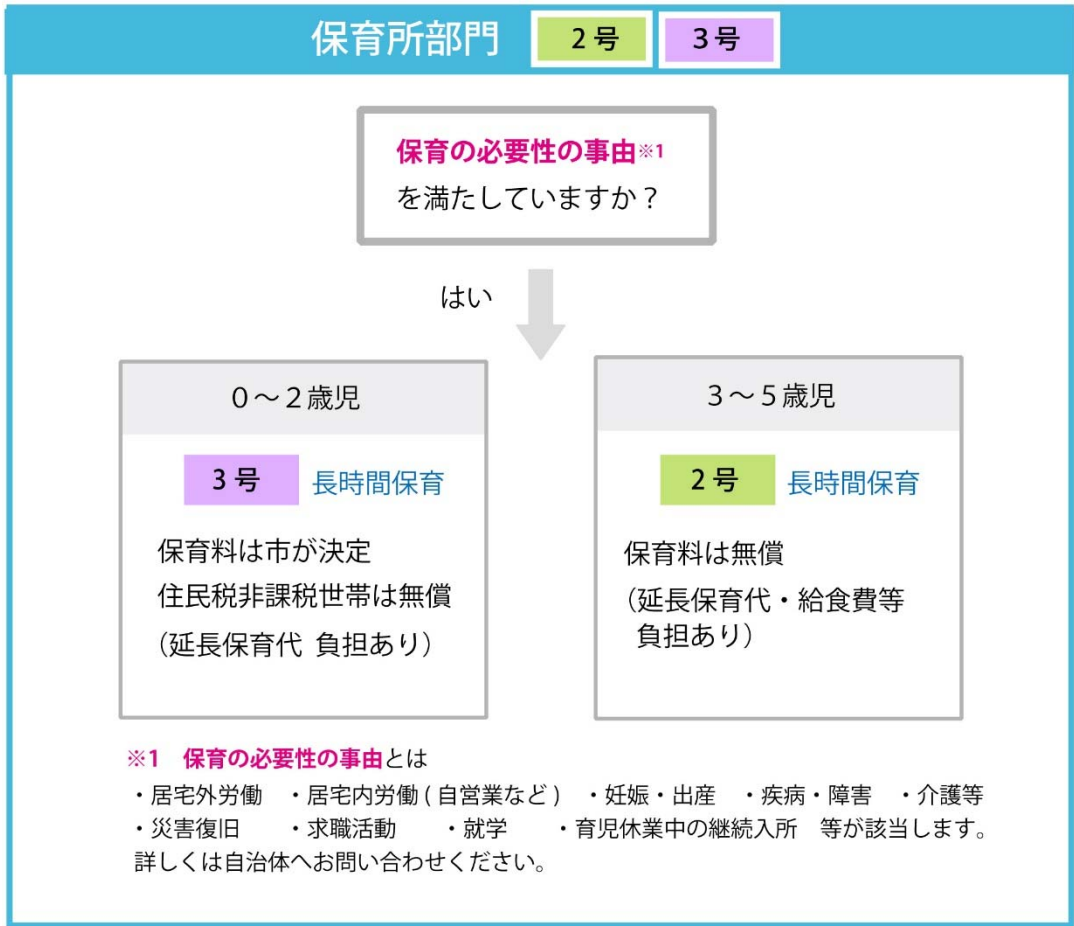 保育所部門 2号 3号
保育の必要性の事由※1
を満たしていますか？
はい
0～2歳児
3号 長時間保育
保育料は市が決定
住民税非課税世帯は無償
（延長保育代 負担あり）
3～5歳児
2号 長時間保育
保育料は無償
（延長保育代・給食費等
負担あり）
※1 保育の必要性の事由とは
・居宅外労働 ・居宅内労働(自営業など) ・妊娠・出産 ・疾病・障害 ・介護等
・災害復旧 ・求職活動 ・就学 ・育児休業中の継続入所 等が該当します。
詳しくは自治体へお問い合わせください。